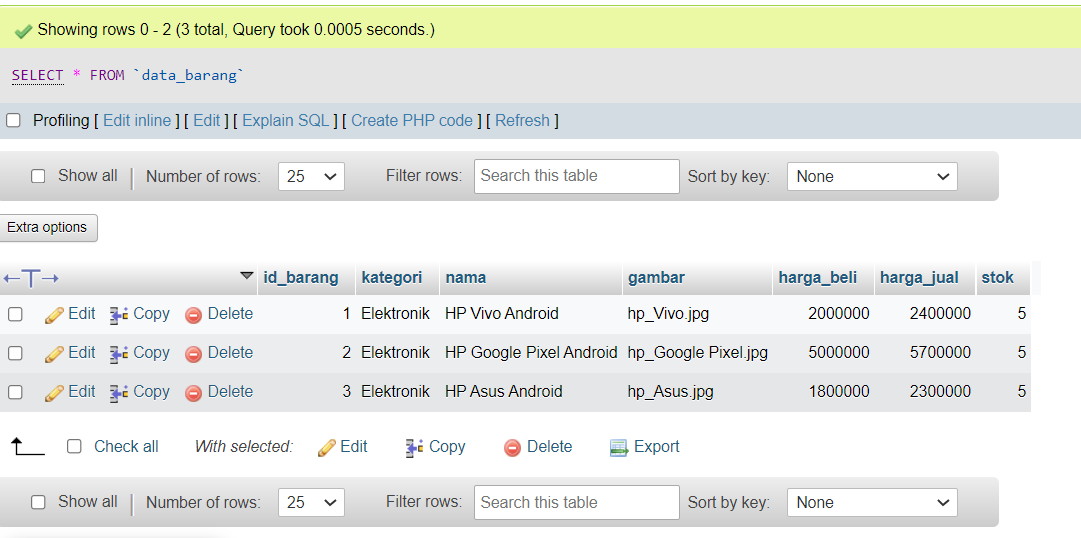 Showing rows 0 - 2 (3 total, Query took 0.0005 seconds.)
SELECT * FROM `data_barang`
Profiling [ Edit inline ] [ Edit ] [ Explain SQL ] [ Create PHP code ] [ Refresh ]
Show all Number of rows: 25 Filter rows: Search this table Sort by key: None
Extra options
id_barang kategori nama gambar harga_beli harga_jual stok
Edit Copy Delete 1 Elektronik HP Vivo Android hp_Vivo.jpg 2000000 2400000 5
Edit Copy Delete 2 Elektronik HP Google Pixel Android hp_Google Pixel.jpg 5000000 5700000 5
Edit Copy Delete 3 Elektronik HP Asus Android hp_Asus.jpg 1800000 2300000 5
Check all With selected: Edit Copy Delete Export
Show all Number of rows: 25 Filter rows: Search this table Sort by key: None